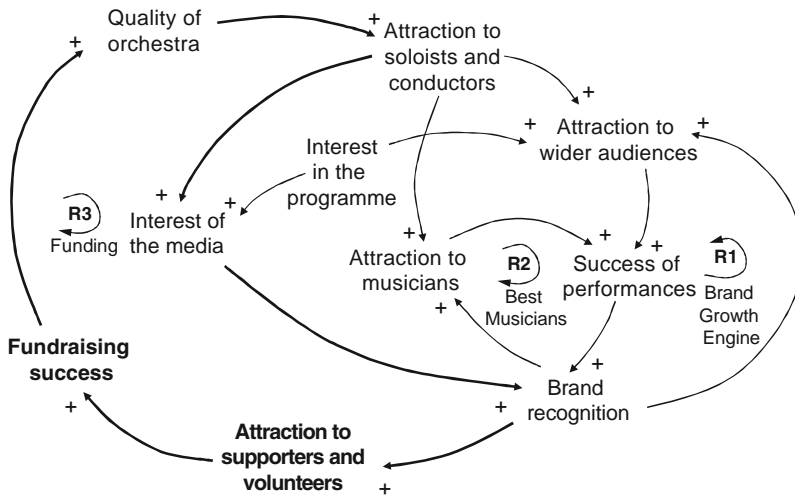 Quality of
orchestra
+
+
Attraction to
soloists and
conductors
+
+
Attraction to
wider audiences
+
+
Interest
in the
programme
+
+
Interest of
the media
R3
Funding
+
Attraction to
musicians
+
R2
Best
Musicians
+
+
Success of
performances
R1
Brand
Growth
Engine
Fundraising
success
+
+
Brand
recognition
+
Attraction to
supporters and
volunteers
+